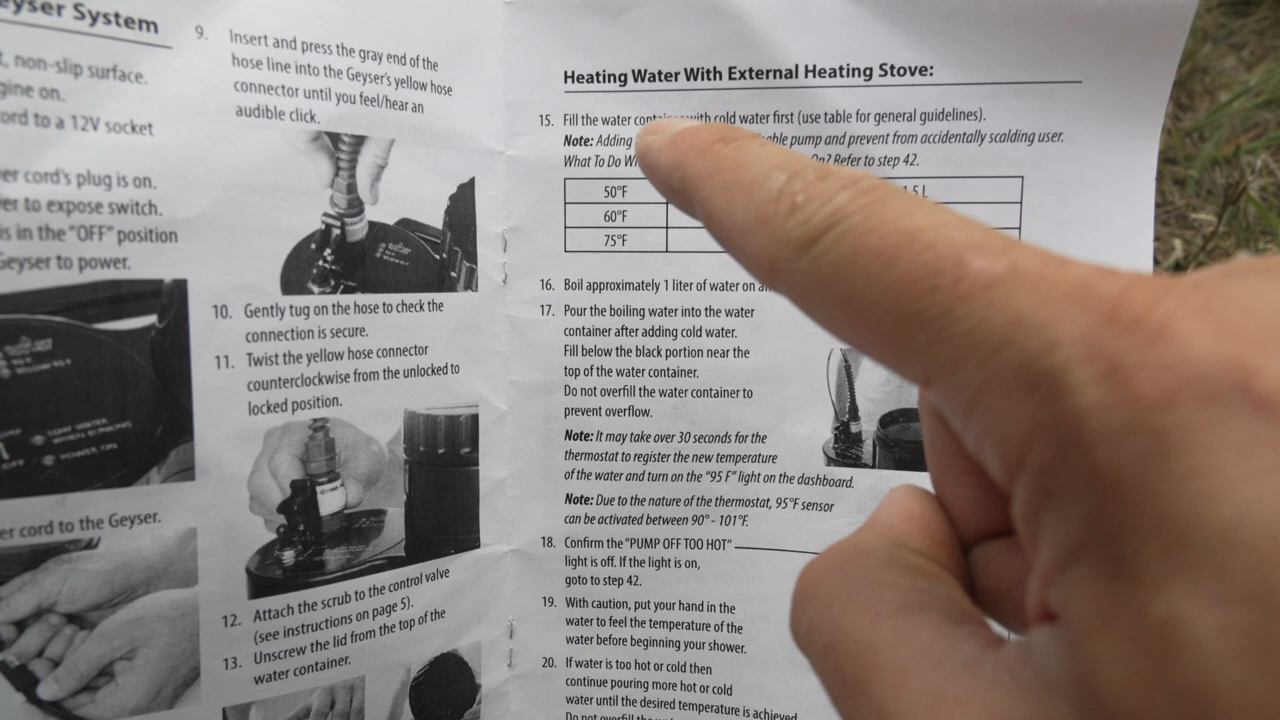 eyser System
t, non-slip surface.
gine on.
ord to a 12V socket
er cord's plug is on.
er to expose switch.
is in the "OFF" position
Geyser to power.
POWER ON
er cord to the Geyser.
9. Insert and press the gray end of the
hose line into the Geyser's yellow hose
connector until you feel/hear an
audible click.
10. Gently tug on the hose to check the
connection is secure.
11. Twist the yellow hose connector
counterclockwise from the unlocked to
locked position.
12. Attach the scrub to the control valve
(see instructions on page 5).
13. Unscrew the lid from the top of the
water container.
Heating Water With External Heating Stove:
15. Fill the water container with cold water first (use table for general guidelines).
Note: Adding able pump and prevent from accidentally scalding user.
What To Do On? Refer to step 42.
50°F 1.5 L
60°F
75°F
16. Boil approximately 1 liter of water on
17. Pour the boiling water into the water
container after adding cold water.
Fill below the black portion near the
top of the water container.
Do not overfill the water container to
prevent overflow.
Note: It may take over 30 seconds for the
thermostat to register the new temperature
of the water and turn on the "95 F" light on the dashboard.
Note: Due to the nature of the thermostat, 95°F sensor
can be activated between 90° - 101°F.
18. Confirm the "PUMP OFF TOO HOT"
light is off. If the light is on,
goto to step 42.
19. With caution, put your hand in the
water to feel the temperature of the
water before beginning your shower.
20. If water is too hot or cold then
continue pouring more hot or cold
water until the desired temperature is achieved.
Do not overfill the